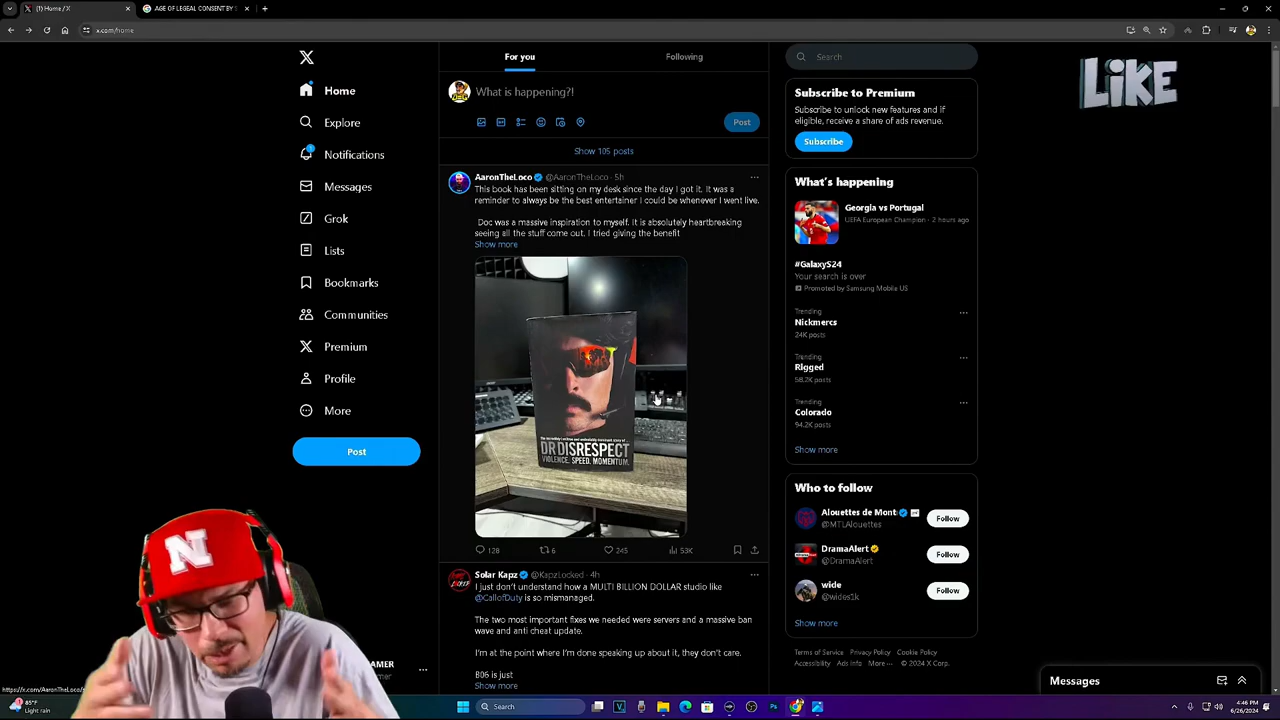 (1) Home / X
AGE OF LEGEAL CONSENT BY S
x.com/home
LIKE
Home
Explore
Notifications
Messages
Grok
Lists
Bookmarks
Communities
Premium
Profile
More
Post
For you
Following
What is happening?!
Post
Show 105 posts
AaronTheLoco @AaronTheLoco · 5h
This book has been sitting on my desk since the day I got it. It was a
reminder to always be the best entertainer I could be whenever I went live.
Doc was a massive inspiration to myself. It is absolutely heartbreaking
seeing all the stuff come out. I tried giving the benefit
Show more
DR DISRESPECT
VIOLENCE. SPEED. MOMENTUM.
128
6
245
53K
Solar Kapz @KapzLocked · 4h
I just don't understand how a MULTI BILLION DOLLAR studio like
@CallofDuty is so mismanaged.
The two most important fixes we needed were servers and a massive ban
wave and anti cheat update.
I'm at the point where I'm done speaking up about it, they don't care.
BO6 is just
Show more
Search
Subscribe to Premium
Subscribe to unlock new features and if
eligible, receive a share of ads revenue.
Subscribe
What's happening
Georgia vs Portugal
UEFA European Champion · 2 hours ago
#GalaxyS24
Your search is over
Promoted by Samsung Mobile US
Trending
Nickmercs
24K posts
Trending
Rigged
58.2K posts
Trending
Colorado
94.2K posts
Show more
Who to follow
Alouettes de Mont
@MTLAlouettes
Follow
DramaAlert
@DramaAlert
Follow
wide
@wides1k
Follow
Show more
Terms of Service Privacy Policy Cookie Policy
Accessibility Ads info More ··· © 2024 X Corp.
Messages
N
AMER
mer
https://x.com/AaronTheLoco/
85°F
Light rain
Search
4:46 PM
6/26/2024